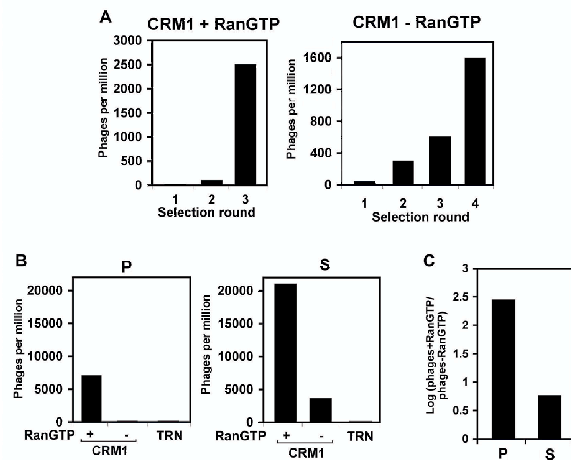 A
CRM1 + RanGTP
CRM1 - RanGTP
Phages per million
3000
2500
2000
1500
1000
500
0
1 2 3
Selection round
Phages per million
1600
1200
800
400
0
1 2 3 4
Selection round
B
P
Phages per million
20000
15000
10000
5000
0
RanGTP + - TRN
CRM1
S
Phages per million
20000
15000
10000
5000
0
RanGTP + - TRN
CRM1
C
Log (phages+RanGTP/
phages-RanGTP)
3
2.5
2
1.5
1
0.5
0
P S